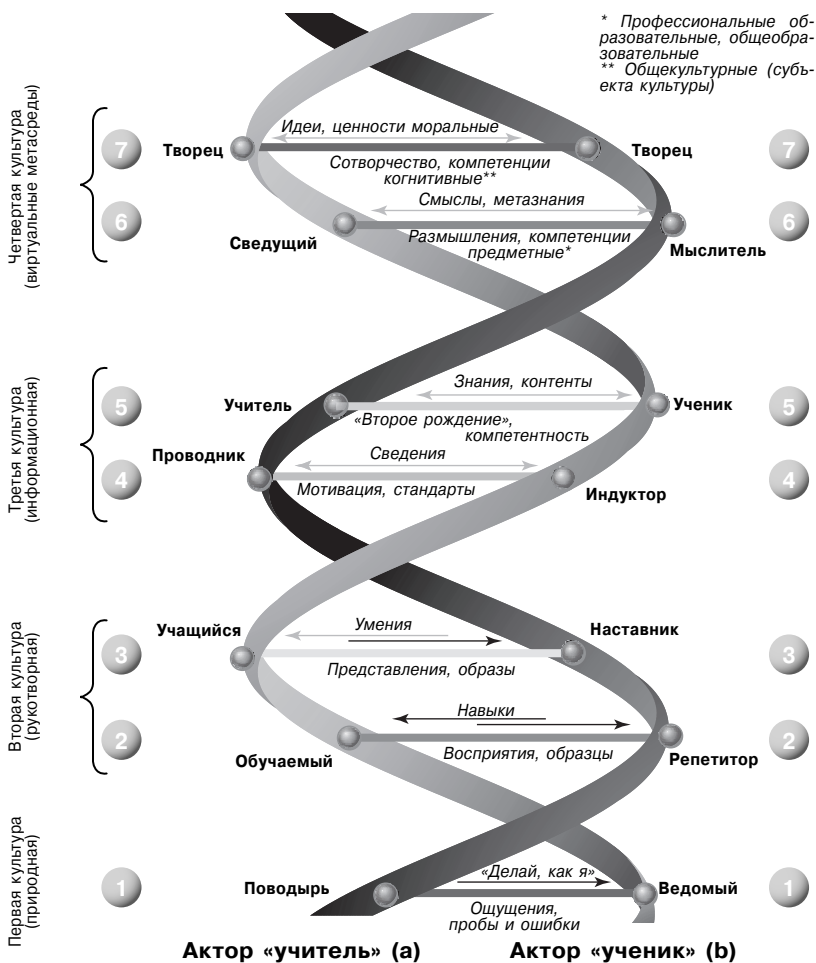 * Профессиональные об-
разовательные, общеобра-
зовательные
** Общекультурные (субъ-
екта культуры)
Четвертая культура
(виртуальные метасреды)
7
Творец
Идеи, ценности моральные
Сотворчество, компетенции
когнитивные**
Творец
7
6
Сведущий
Смыслы, метазнания
Размышления, компетенции
предметные*
Мыслитель
6
Третья культура
(информационная)
5
Учитель
Знания, контенты
«Второе рождение»,
компетентность
Ученик
5
4
Проводник
Сведения
Мотивация, стандарты
Индуктор
4
Вторая культура
(рукотворная)
3
Учащийся
Умения
Представления, образы
Наставник
3
2
Обучаемый
Навыки
Восприятия, образцы
Репетитор
2
Первая культура
(природная)
1
Поводырь
«Делай, как я»
Ощущения,
пробы и ошибки
Ведомый
1
Актор «учитель» (a)
Актор «ученик» (b)